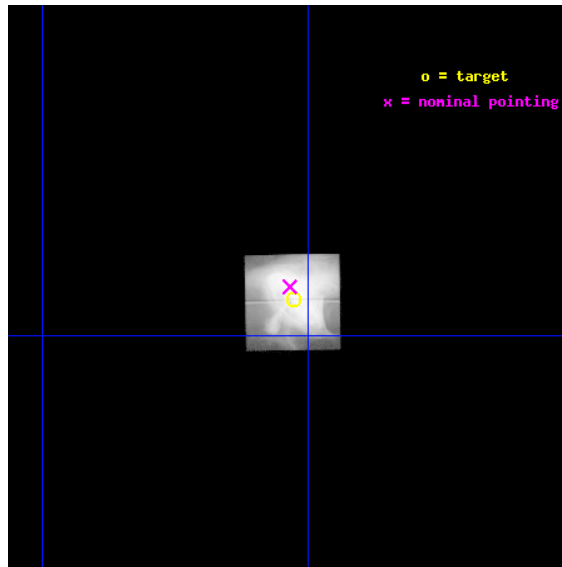 o = target
x = nominal pointing